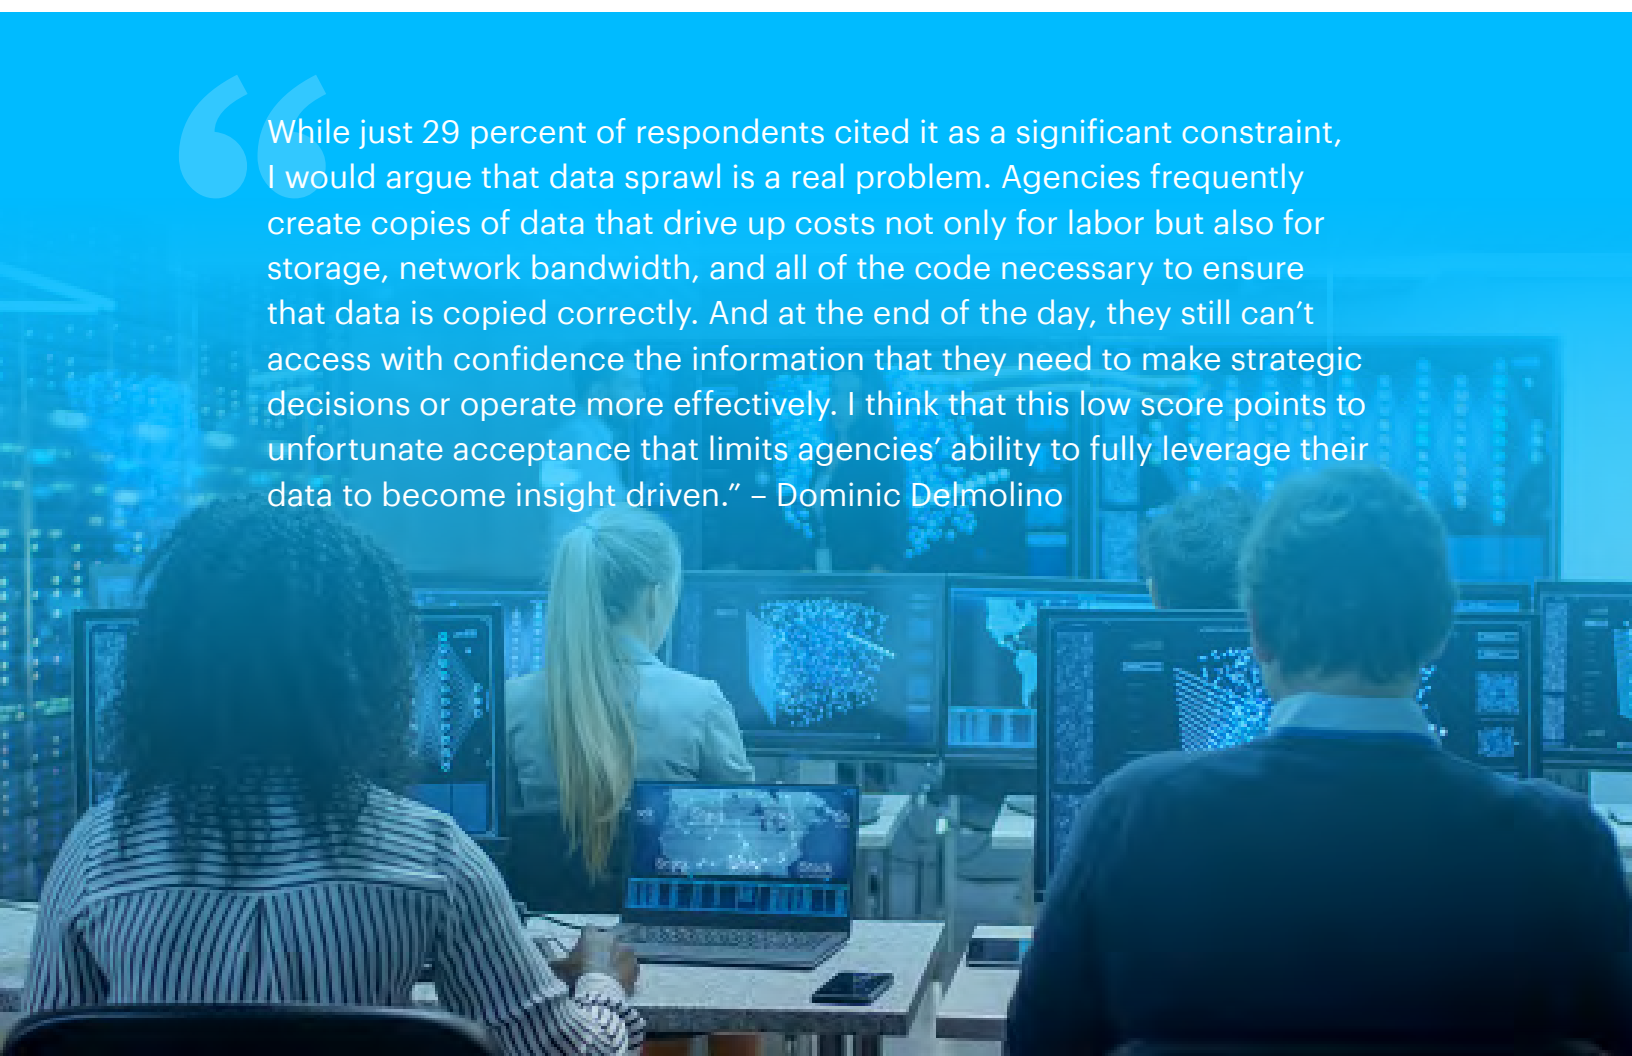 “
While just 29 percent of respondents cited it as a significant constraint,
I would argue that data sprawl is a real problem. Agencies frequently
create copies of data that drive up costs not only for labor but also for
storage, network bandwidth, and all of the code necessary to ensure
that data is copied correctly. And at the end of the day, they still can’t
access with confidence the information that they need to make strategic
decisions or operate more effectively. I think that this low score points to
unfortunate acceptance that limits agencies’ ability to fully leverage their
data to become insight driven.” – Dominic Delmolino